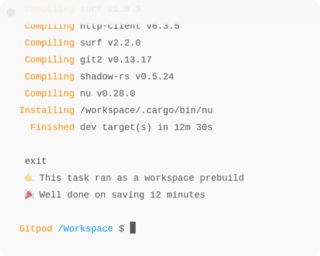 Compiling surf v1.0.3
Compiling http-client v6.3.5
Compiling surf v2.2.0
Compiling git2 v0.13.17
Compiling shadow-rs v0.5.24
Compiling nu v0.28.0
Installing /workspace/.cargo/bin/nu
Finished dev target(s) in 12m 30s
exit
👍 This task ran as a workspace prebuild
🎉 Well done on saving 12 minutes
Gitpod /Workspace $